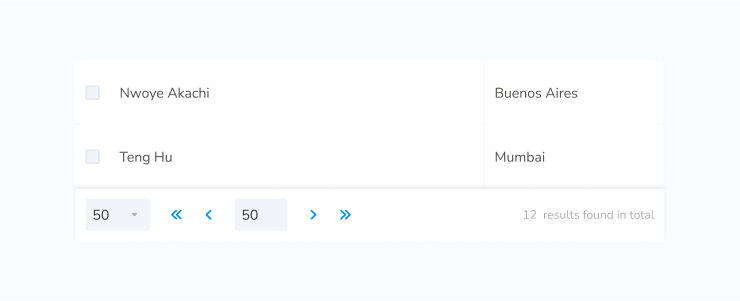 Nwoye Akachi Buenos Aires
Teng Hu Mumbai
50 50 12 results found in total